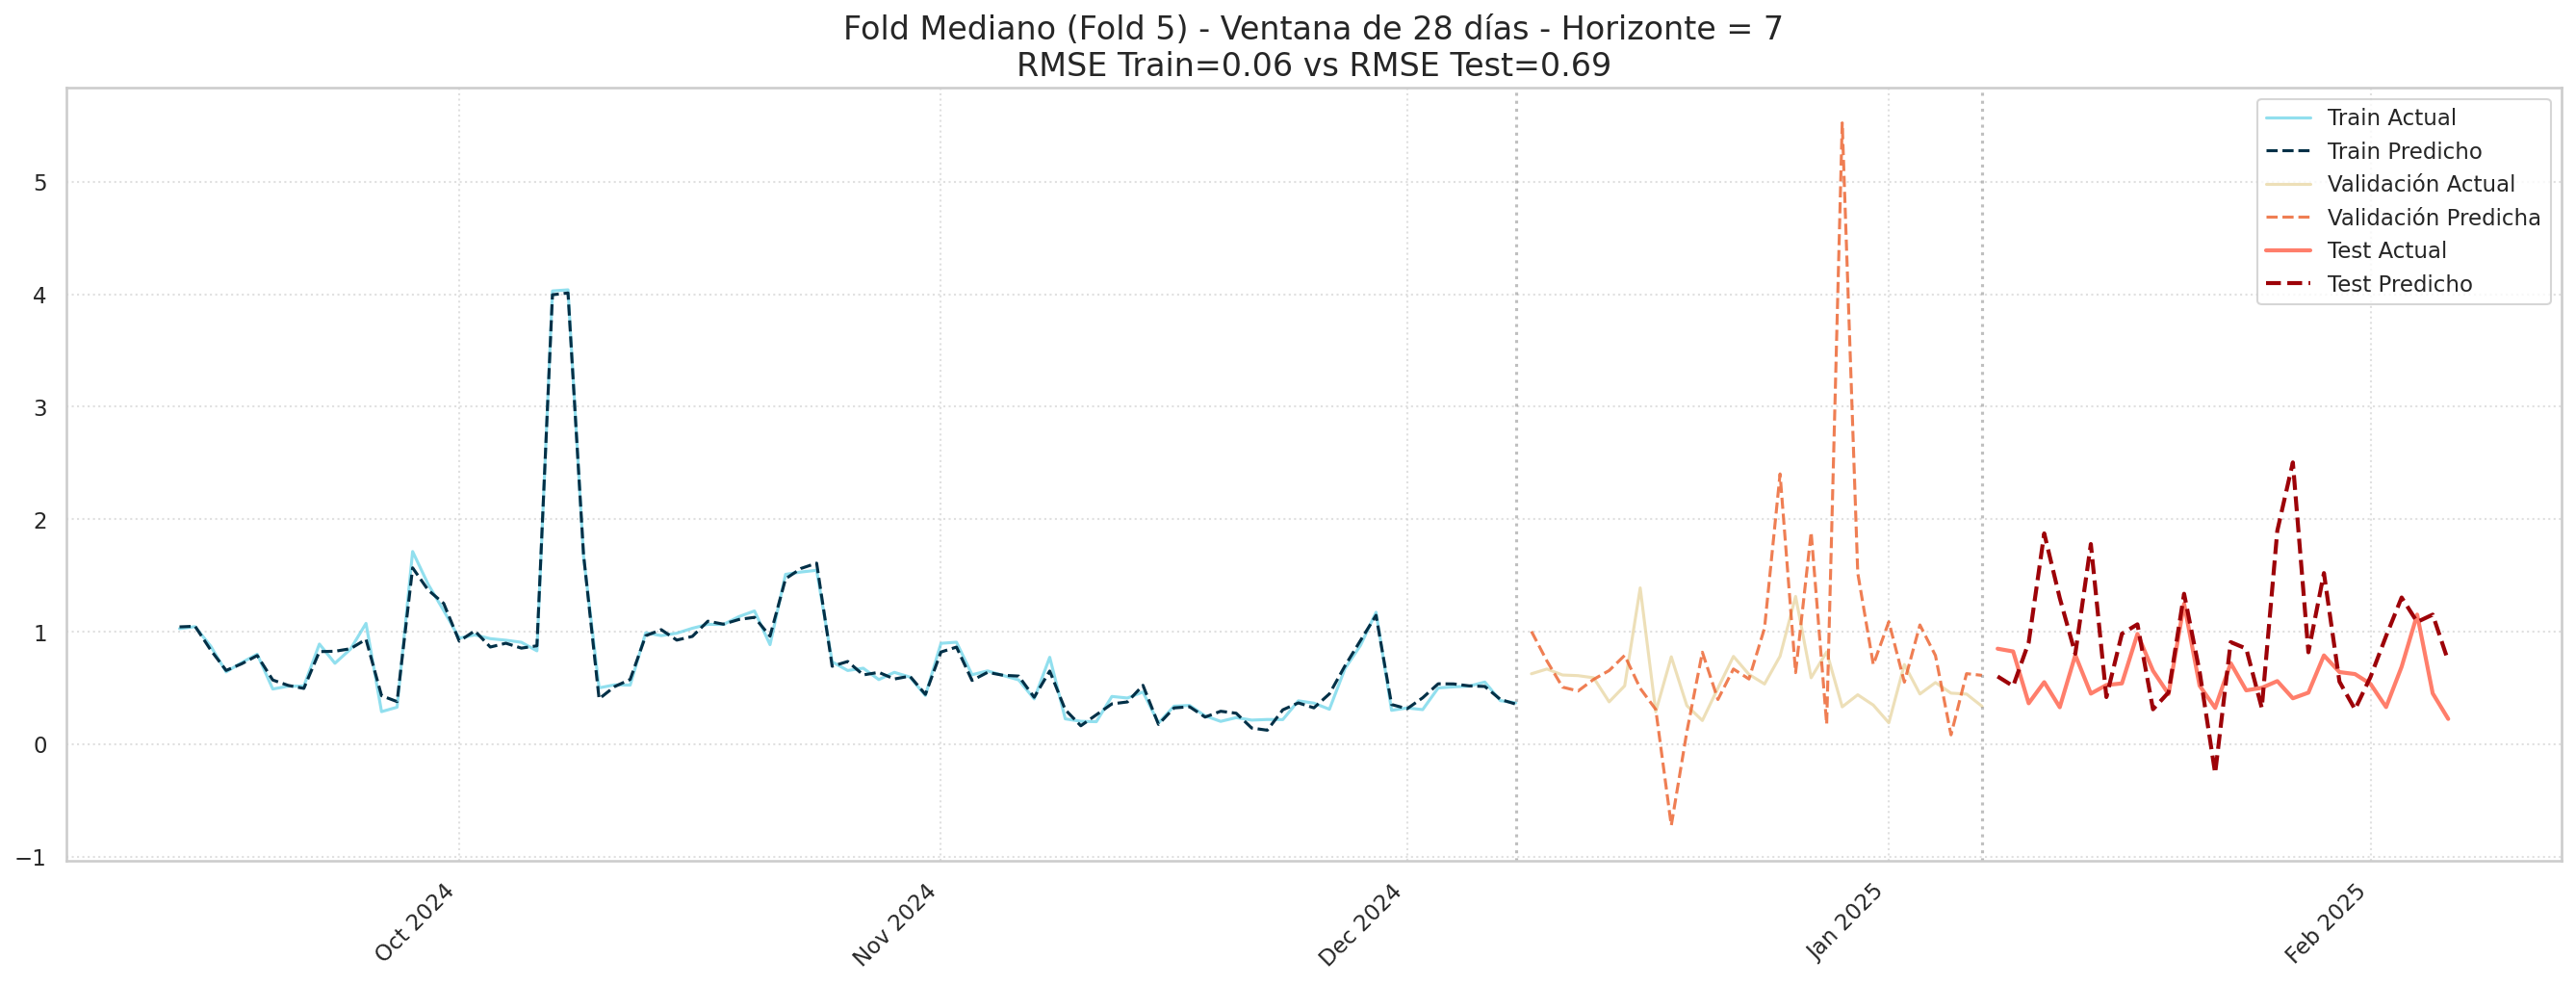 Fold Mediano (Fold 5) - Ventana de 28 días - Horizonte = 7
RMSE Train=0.06 vs RMSE Test=0.69
Train Actual
Train Predicho
Validación Actual
Validación Predicha
Test Actual
Test Predicho
5
4
3
2
1
0
−1
Oct 2024
Nov 2024
Dec 2024
Jan 2025
Feb 2025